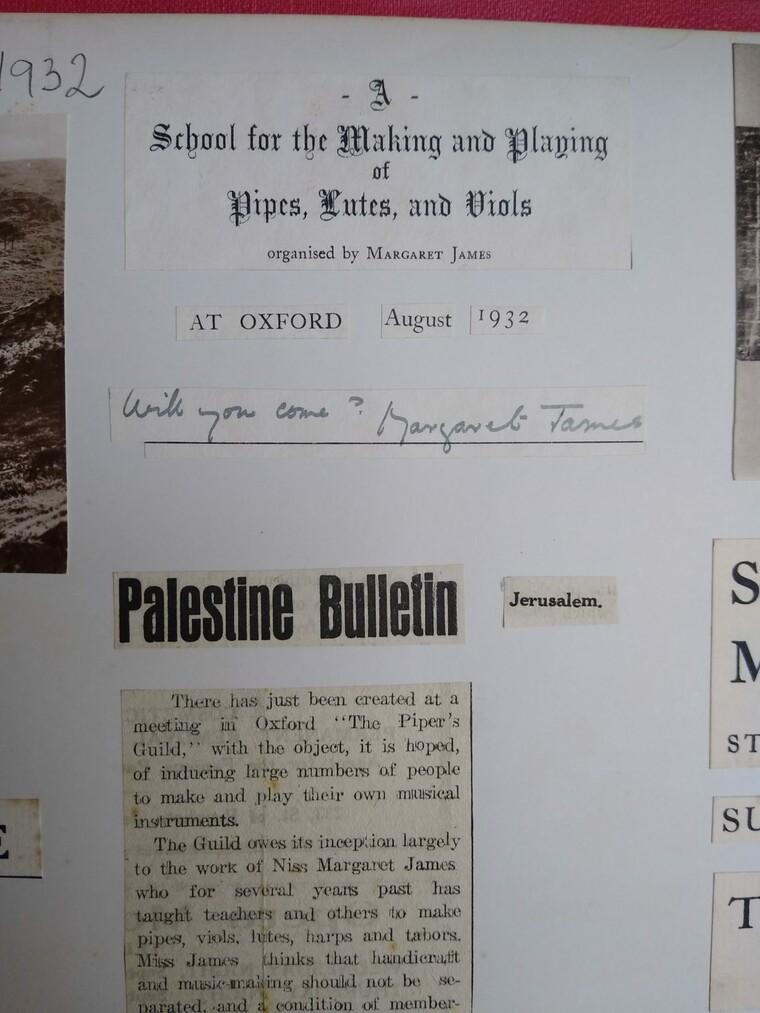 1932
- A -
School for the Making and Playing
of
Pipes, Lutes, and Viols
organised by MARGARET JAMES
AT OXFORD August 1932
Will you come? Margaret James
Palestine Bulletin
Jerusalem.
There has just been created at a
meeting in Oxford "The Piper's
Guild," with the object, it is hoped,
of inducing large numbers of people
to make and play their own musical
instruments.
The Guild owes its inception largely
to the work of Niss Margaret James
who for several years past has
taught teachers and others to make
pipes, viols, lutes, harps and tabors.
Miss James thinks that handicraft
and music-making should not be se-
parated, and a condition of member-
E
S
M
ST
SU
T